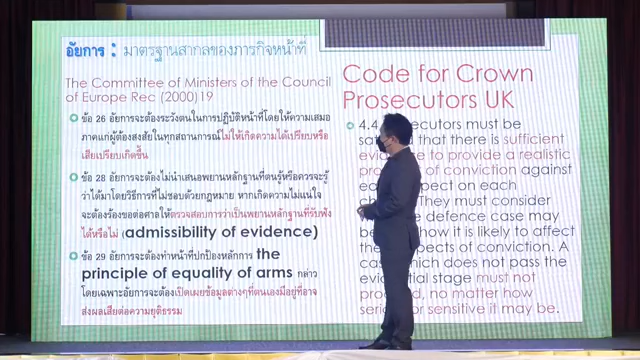 อัยการ : มาตรฐานสากลของภารกิจหน้าที่
The Committee of Ministers of the Council
of Europe Rec (2000)19
ข้อ 26 อัยการจะต้องระวังตนในการปฏิบัติหน้าที่โดยให้ความเสมอ
ภาคแก่ผู้ต้องสงสัยในทุกสถานการณ์ไม่ให้เกิดความได้เปรียบหรือ
เสียเปรียบเกิดขึ้น
ข้อ 28 อัยการจะต้องไม่นำเสนอพยานหลักฐานที่ตนรู้หรือควรจะรู้
ว่าได้มาโดยวิธีการที่ไม่ชอบด้วยกฎหมาย หากเกิดความไม่แน่ใจ
จะต้องร้องขอต่อศาลให้ตรวจสอบการว่าเป็นพยานหลักฐานที่รับฟัง
ได้หรือไม่ (admissibility of evidence)
ข้อ 29 อัยการจะต้องทำหน้าที่ปกป้องหลักการ the
principle of equality of arms กล่าว
โดยเฉพาะอัยการจะต้องเปิดเผยข้อมูลต่างๆที่ตนเองมีอยู่ที่อาจ
ส่งผลเสียต่อความยุติธรรม
Code for Crown
Prosecutors UK
4.4 ecutors must be
sa that there is sufficient
evide to provide a realistic
pr of conviction against
ea pect on each
ch They must consider
e defence case may
be how it is likely to affect
the pects of conviction. A
ca hich does not pass the
evid tial stage must not
pro d, no matter how
serio r sensitive it may be.